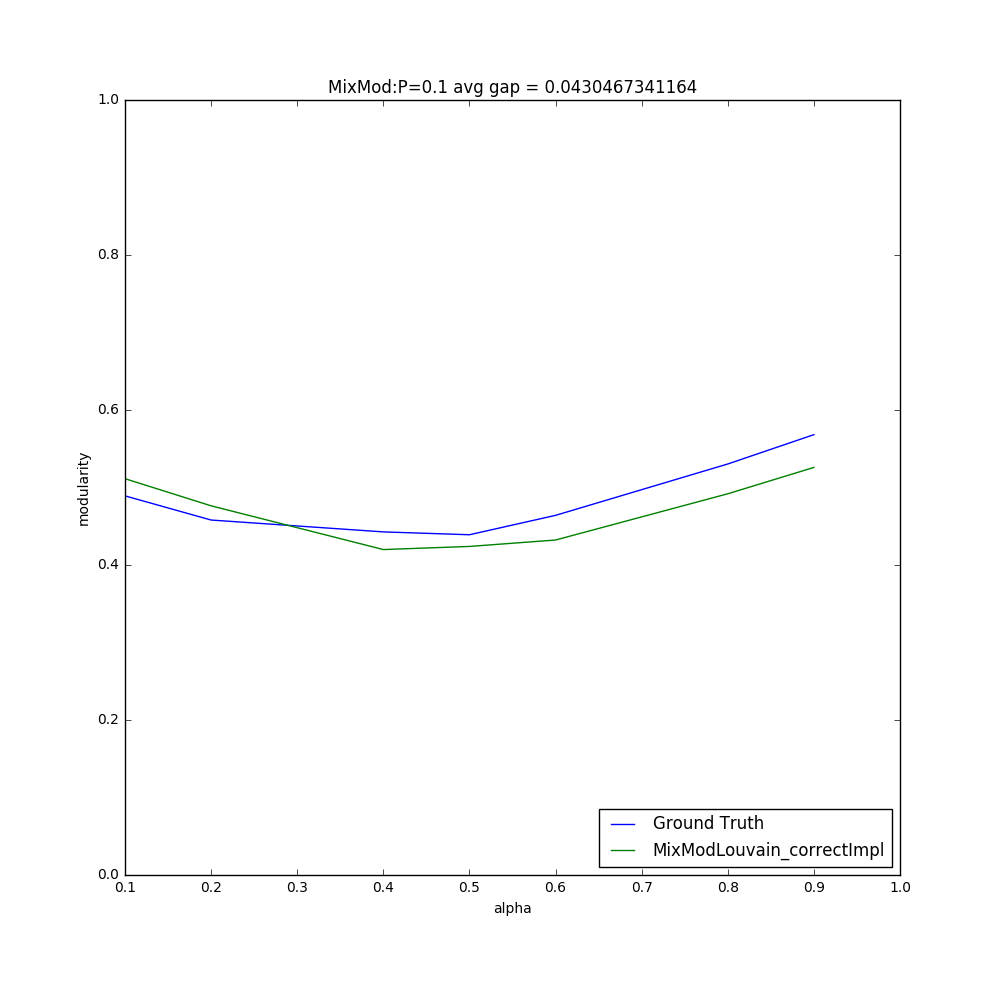 MixMod:P=0.1 avg gap = 0.0430467341164
1.0
0.8
0.6
0.4
0.2
0.0
modularity
Ground Truth
MixModLouvain_correctImpl
0.1 0.2 0.3 0.4 0.5 0.6 0.7 0.8 0.9 1.0
alpha